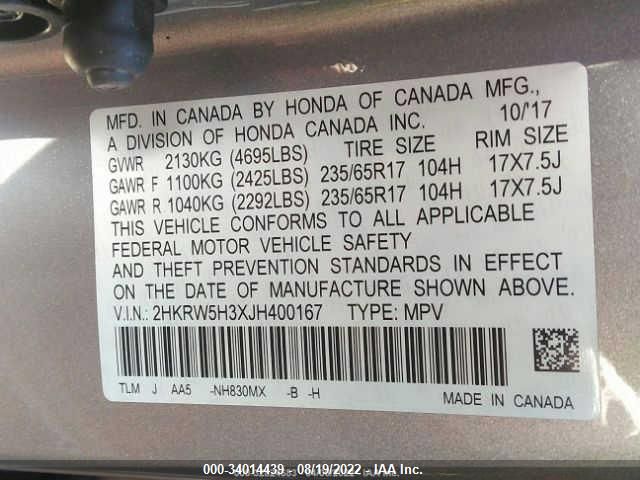 MFD. IN CANADA BY HONDA OF CANADA MFG.,
A DIVISION OF HONDA CANADA INC. 10/'17
GVWR 2130KG (4695LBS) TIRE SIZE RIM SIZE
GAWR F 1100KG (2425LBS) 235/65R17 104H 17X7.5J
GAWR R 1040KG (2292LBS) 235/65R17 104H 17X7.5J
THIS VEHICLE CONFORMS TO ALL APPLICABLE
FEDERAL MOTOR VEHICLE SAFETY
AND THEFT PREVENTION STANDARDS IN EFFECT
ON THE DATE OF MANUFACTURE SHOWN ABOVE.
V.I.N.: 2HKRW5H3XJH400167 TYPE: MPV
TLM J AA5 -NH830MX -B -H
MADE IN CANADA
000-34014439 - 08/19/2022 - IAA Inc.